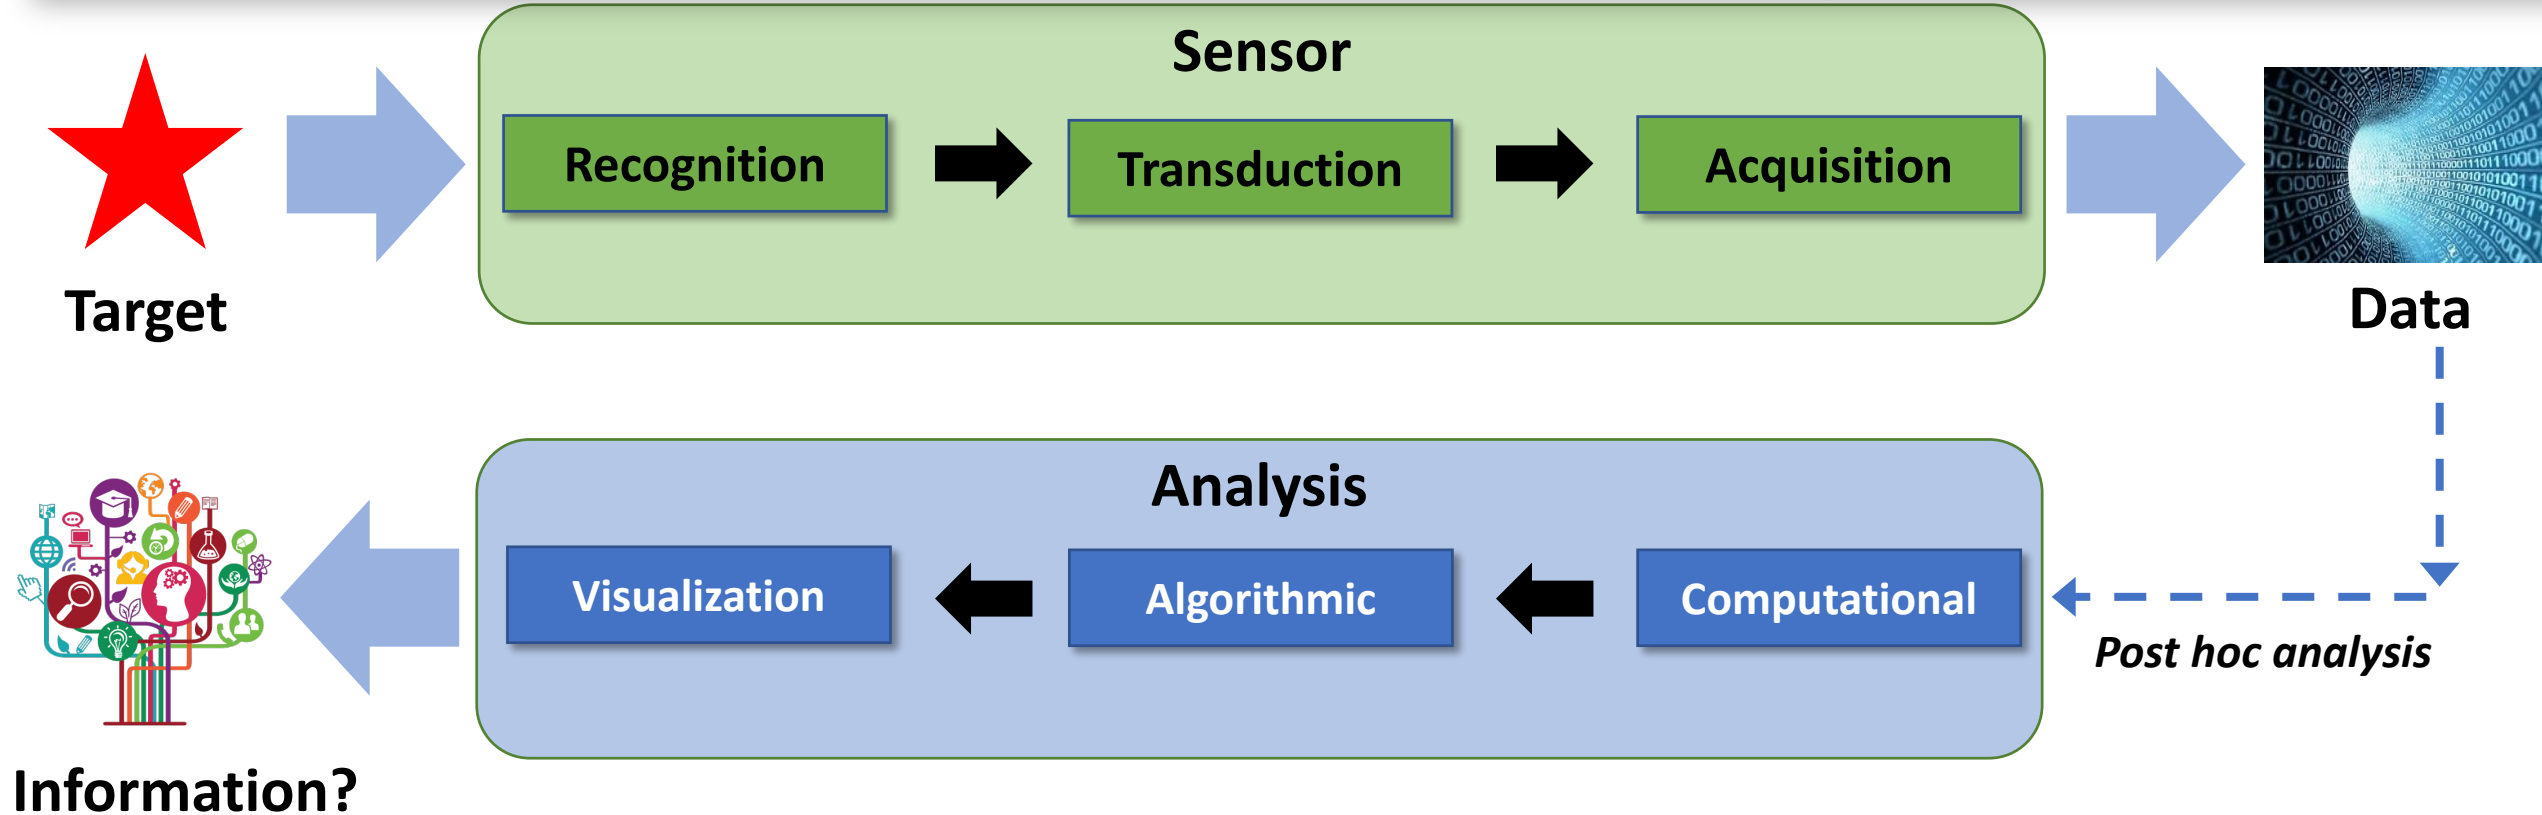 Sensor
Recognition
Transduction
Acquisition
Target
Data
Analysis
Visualization
Algorithmic
Computational
Post hoc analysis
Information?